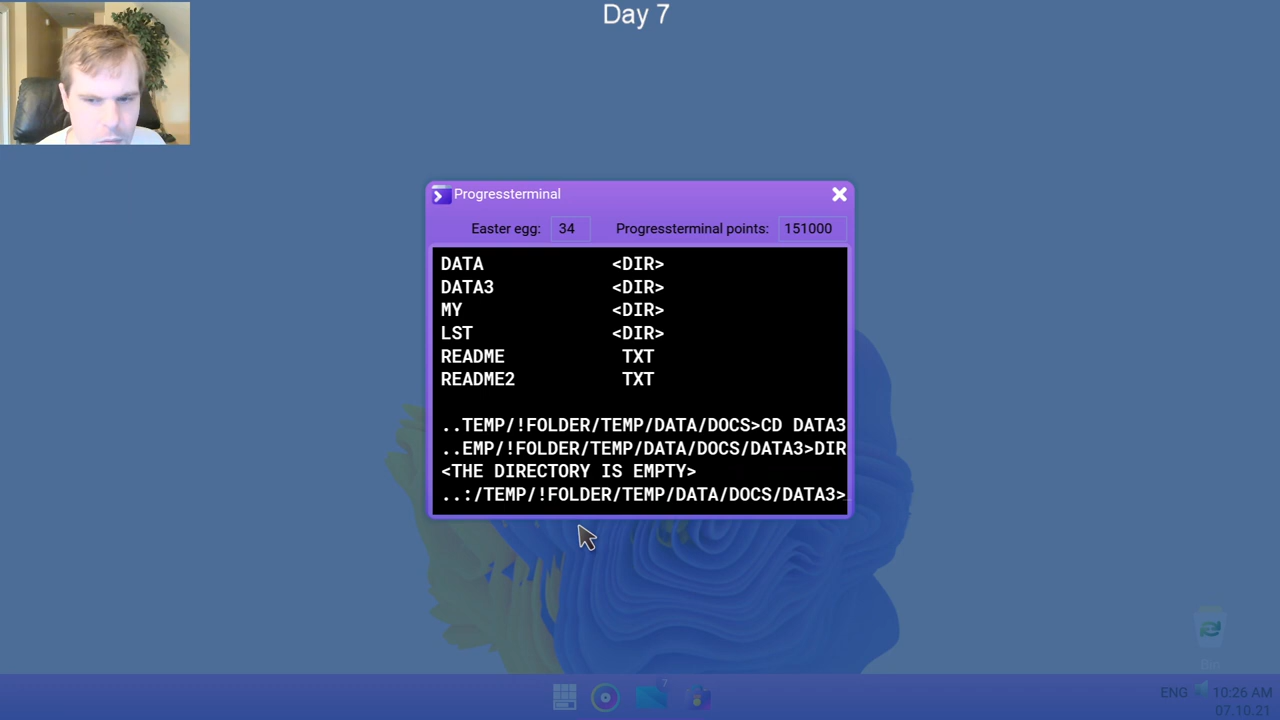 Day 7
Progressterminal
Easter egg: 34 Progressterminal points: 151000
DATA <DIR>
DATA3 <DIR>
MY <DIR>
LST <DIR>
README TXT
README2 TXT
..TEMP/!FOLDER/TEMP/DATA/DOCS>CD DATA3
..EMP/!FOLDER/TEMP/DATA/DOCS/DATA3>DIR
<THE DIRECTORY IS EMPTY>
..:/TEMP/!FOLDER/TEMP/DATA/DOCS/DATA3>_
Bin
7
ENG 10:26 AM
07.10.21